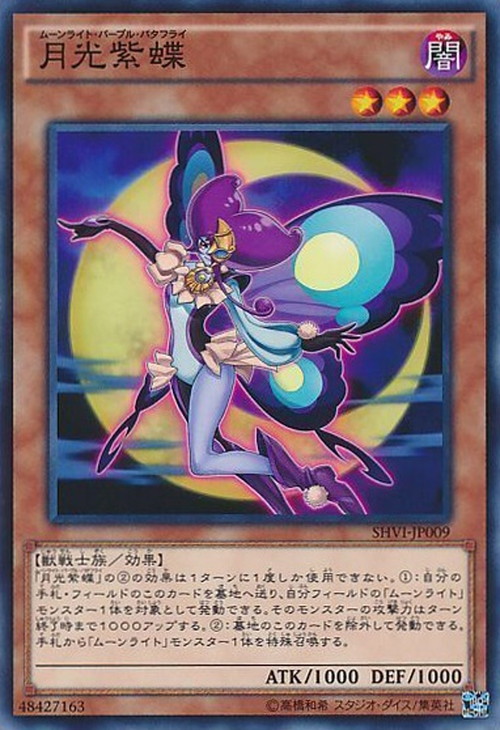 ムーンライト・パープル・バタフライ
月光紫蝶
やみ
闇
SHVI-JP009
【獣戦士族／効果】
「月光紫蝶」の②の効果は1ターンに1度しか使用できない。①：自分の
手札・フィールドのこのカードを墓地へ送り、自分フィールドの「ムーンライト」
モンスター1体を対象として発動できる。そのモンスターの攻撃力はターン
終了時まで1000アップする。②：墓地のこのカードを除外して発動できる。
手札から「ムーンライト」モンスター1体を特殊召喚する。
ATK/1000 DEF/1000
48427163 ©高橋和希 スタジオ・ダイス/集英社